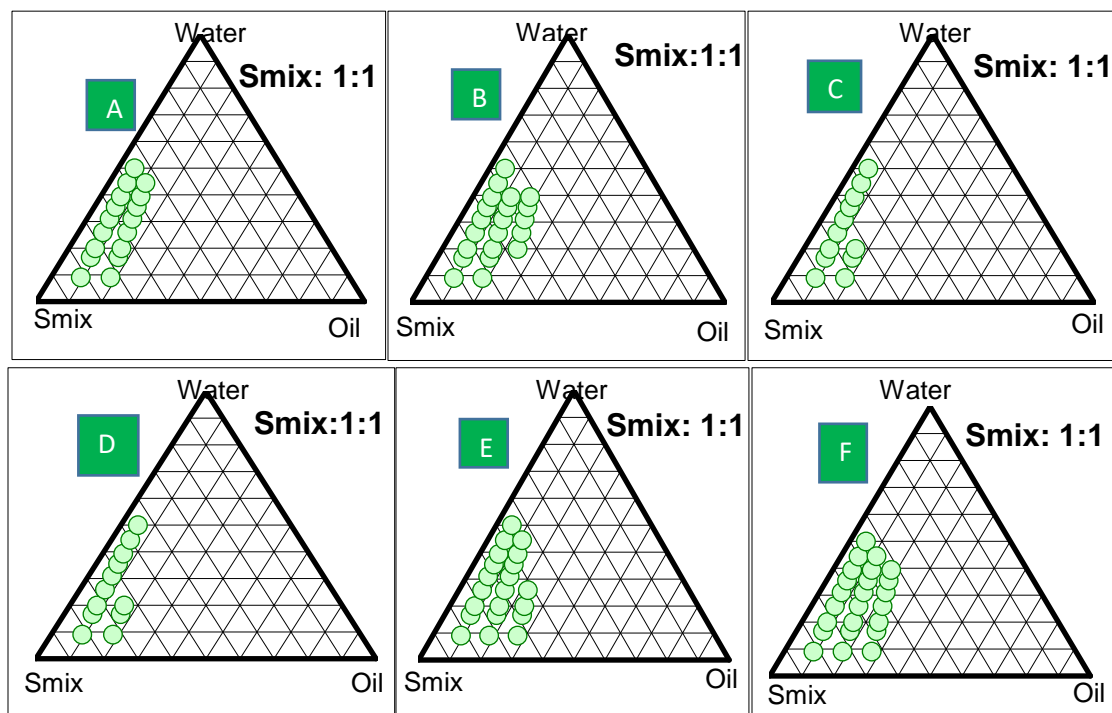 Water
Smix: 1:1
A
Smix
Oil
Water
Smix:1:1
B
Smix
Oil
Water
Smix: 1:1
C
Smix
Oil
Water
Smix:1:1
D
Smix
Oil
Water
Smix: 1:1
E
Smix
Oil
Water
Smix: 1:1
F
Smix
Oil